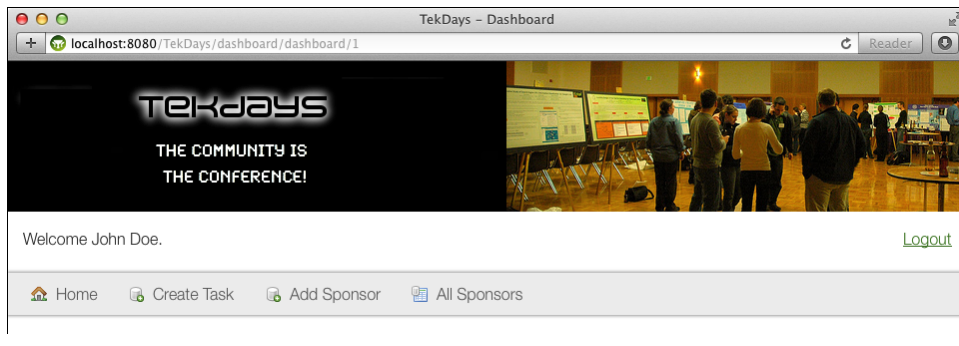 TekDays – Dashboard
localhost:8080/TekDays/dashboard/dashboard/1
Reader
TEKDAYS
THE COMMUNITY IS
THE CONFERENCE!
Welcome John Doe.
Logout
Home
Create Task
Add Sponsor
All Sponsors